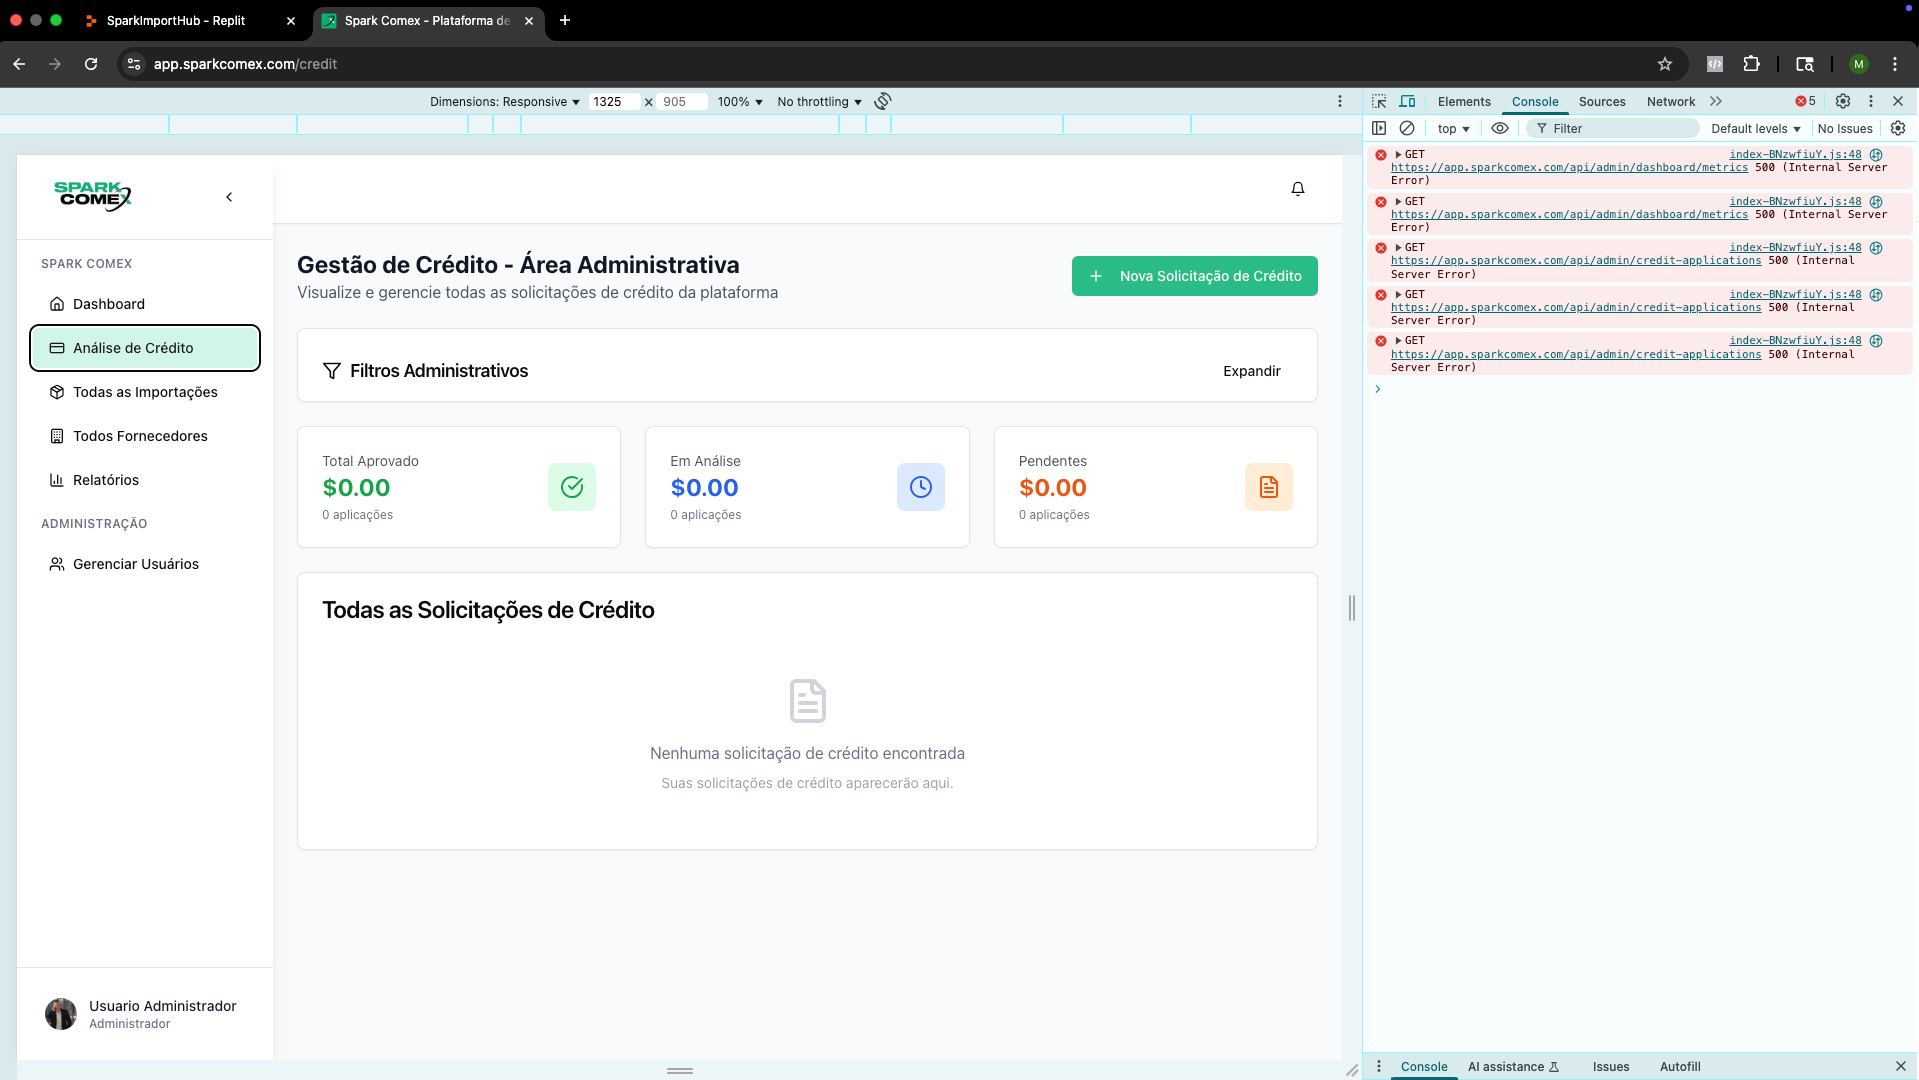 SparkImportHub - Replit
Spark Comex - Plataforma de
app.sparkcomex.com/credit
M
Dimensions: Responsive
1325 × 905
100%
No throttling
Elements
Console
Sources
Network
5
top
Filter
Default levels
No Issues
GET index-BNzwfiuY.js:48
https://app.sparkcomex.com/api/admin/dashboard/metrics 500 (Internal Server
Error)
GET index-BNzwfiuY.js:48
https://app.sparkcomex.com/api/admin/dashboard/metrics 500 (Internal Server
Error)
GET index-BNzwfiuY.js:48
https://app.sparkcomex.com/api/admin/credit-applications 500 (Internal
Server Error)
GET index-BNzwfiuY.js:48
https://app.sparkcomex.com/api/admin/credit-applications 500 (Internal
Server Error)
GET index-BNzwfiuY.js:48
https://app.sparkcomex.com/api/admin/credit-applications 500 (Internal
Server Error)
SPARK
COMEX
SPARK COMEX
Dashboard
Análise de Crédito
Todas as Importações
Todos Fornecedores
Relatórios
ADMINISTRAÇÃO
Gerenciar Usuários
Usuario Administrador
Administrador
Gestão de Crédito - Área Administrativa
Visualize e gerencie todas as solicitações de crédito da plataforma
+ Nova Solicitação de Crédito
Filtros Administrativos
Expandir
Total Aprovado
$0.00
0 aplicações
Em Análise
$0.00
0 aplicações
Pendentes
$0.00
0 aplicações
Todas as Solicitações de Crédito
Nenhuma solicitação de crédito encontrada
Suas solicitações de crédito aparecerão aqui.
Console
AI assistance
Issues
Autofill